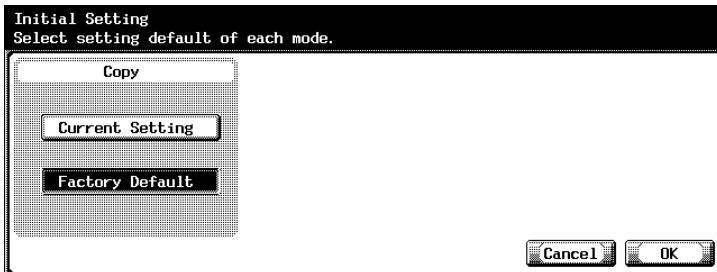 Initial Setting
Select setting default of each mode.
Copy
Current Setting
Factory Default
Cancel
OK